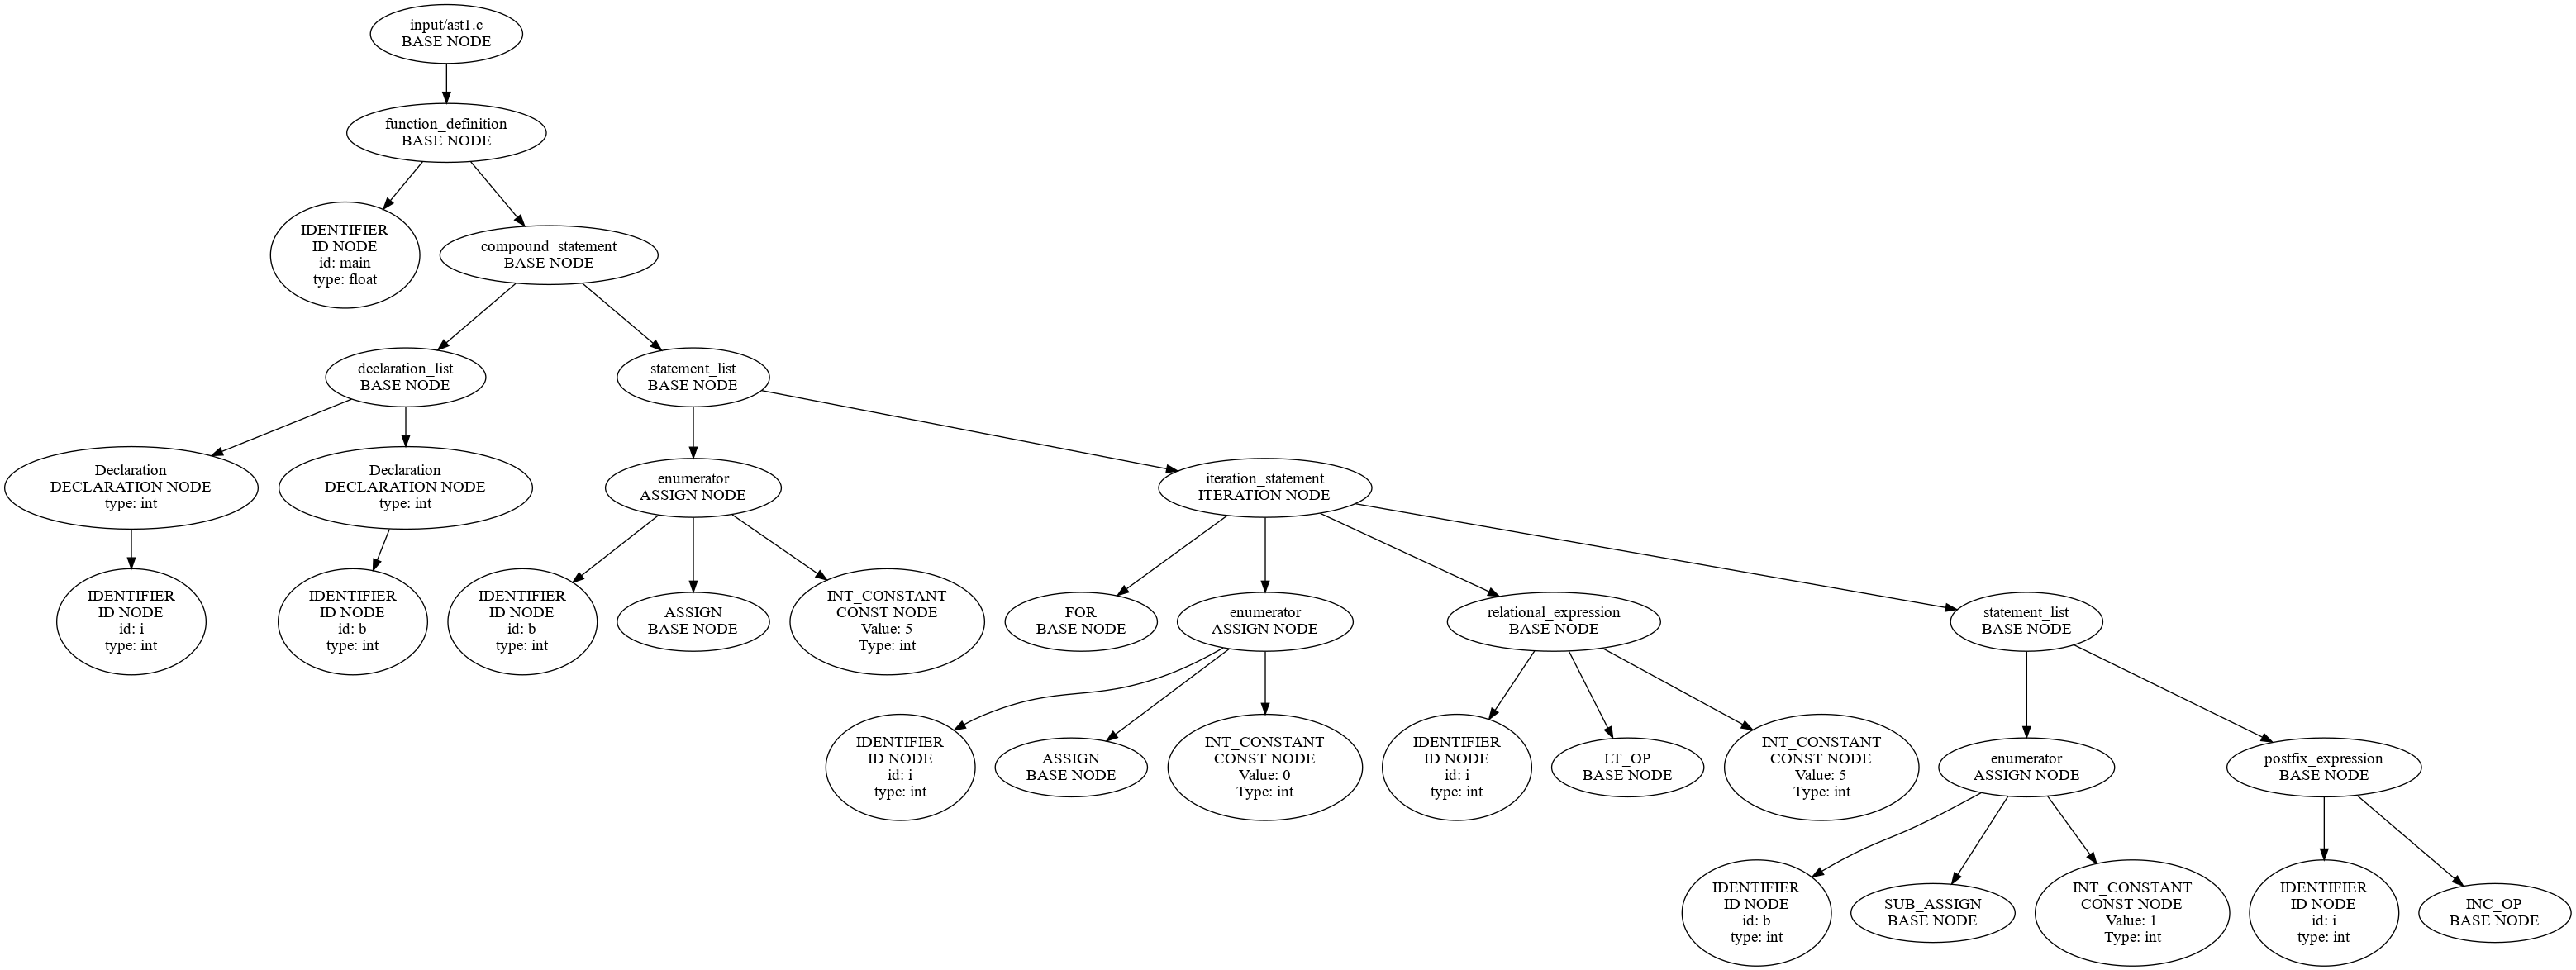 input/ast1.c
BASE NODE
function_definition
BASE NODE
IDENTIFIER
ID NODE
id: main
type: float
compound_statement
BASE NODE
declaration_list
BASE NODE
statement_list
BASE NODE
Declaration
DECLARATION NODE
type: int
Declaration
DECLARATION NODE
type: int
enumerator
ASSIGN NODE
iteration_statement
ITERATION NODE
IDENTIFIER
ID NODE
id: i
type: int
IDENTIFIER
ID NODE
id: b
type: int
IDENTIFIER
ID NODE
id: b
type: int
ASSIGN
BASE NODE
INT_CONSTANT
CONST NODE
Value: 5
Type: int
FOR
BASE NODE
enumerator
ASSIGN NODE
relational_expression
BASE NODE
statement_list
BASE NODE
IDENTIFIER
ID NODE
id: i
type: int
ASSIGN
BASE NODE
INT_CONSTANT
CONST NODE
Value: 0
Type: int
IDENTIFIER
ID NODE
id: i
type: int
LT_OP
BASE NODE
INT_CONSTANT
CONST NODE
Value: 5
Type: int
enumerator
ASSIGN NODE
postfix_expression
BASE NODE
IDENTIFIER
ID NODE
id: b
type: int
SUB_ASSIGN
BASE NODE
INT_CONSTANT
CONST NODE
Value: 1
Type: int
IDENTIFIER
ID NODE
id: i
type: int
INC_OP
BASE NODE